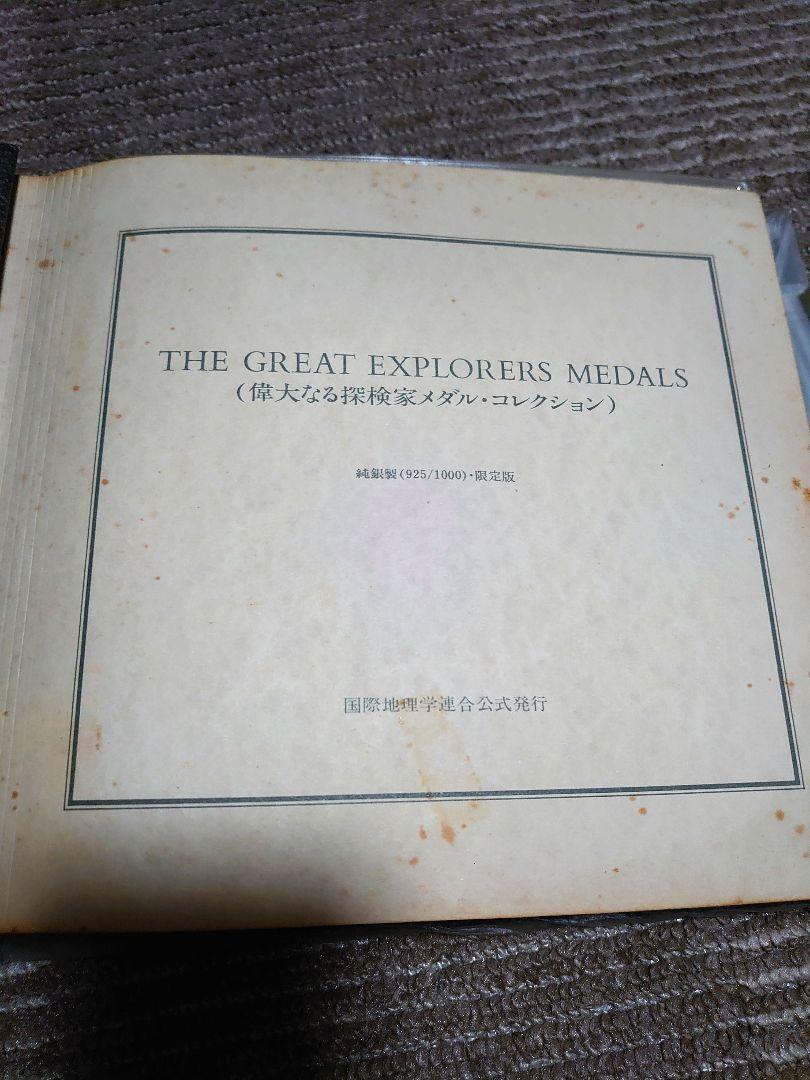 THE GREAT EXPLORERS MEDALS
(偉大なる探検家メダル・コレクション)
純銀製(925/1000)・限定版
国際地理学連合公式発行